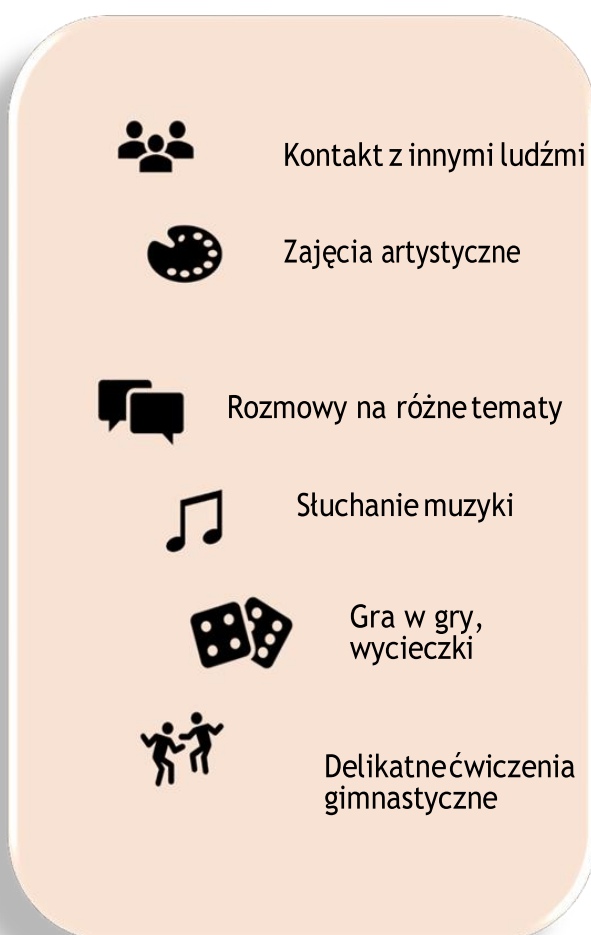 Kontakt z innymi ludźmi
Zajęcia artystyczne
Rozmowy na różne tematy
Słuchanie muzyki
Gra w gry,
wycieczki
Delikatne ćwiczenia
gimnastyczne